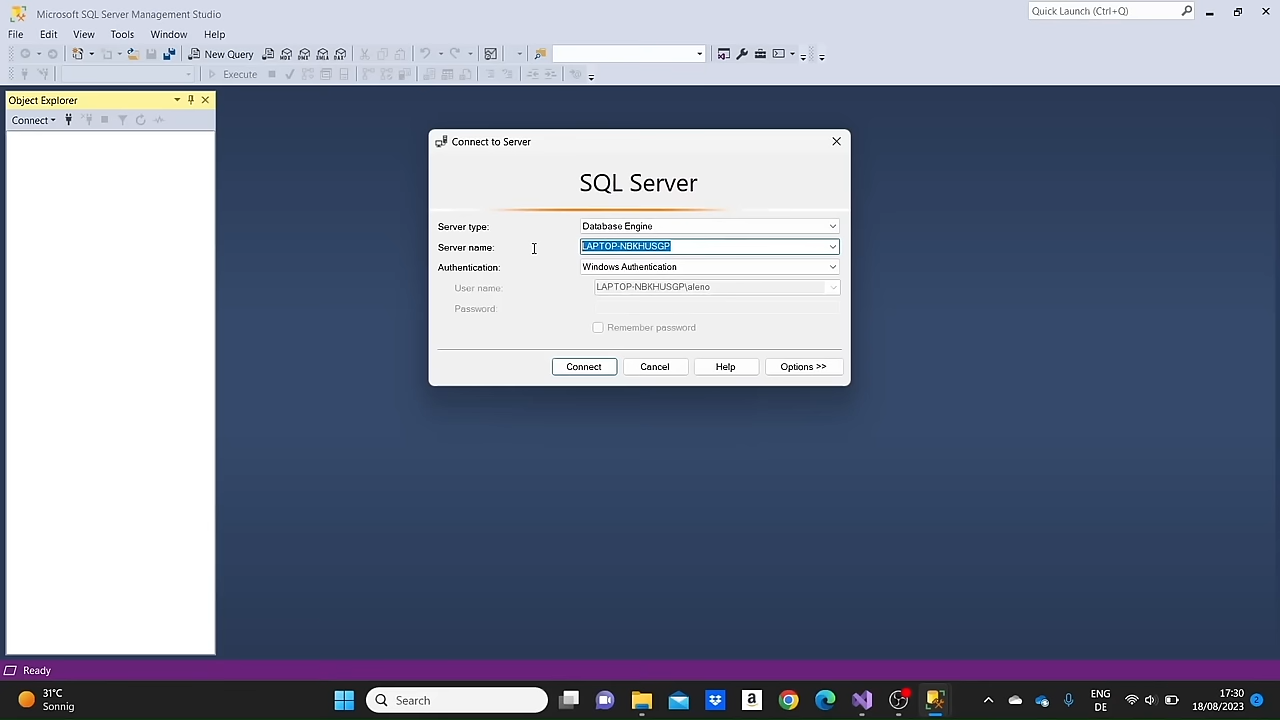 Microsoft SQL Server Management Studio
Quick Launch (Ctrl+Q)
File Edit View Tools Window Help
New Query
Execute
Object Explorer
Connect
Connect to Server
SQL Server
Server type: Database Engine
Server name: LAPTOP-NBKHUSGP
Authentication: Windows Authentication
User name: LAPTOP-NBKHUSGP\aleno
Password:
Remember password
Connect Cancel Help Options >>
Ready
31°C
Sonnig
Search
ENG
DE
17:30
18/08/2023
2